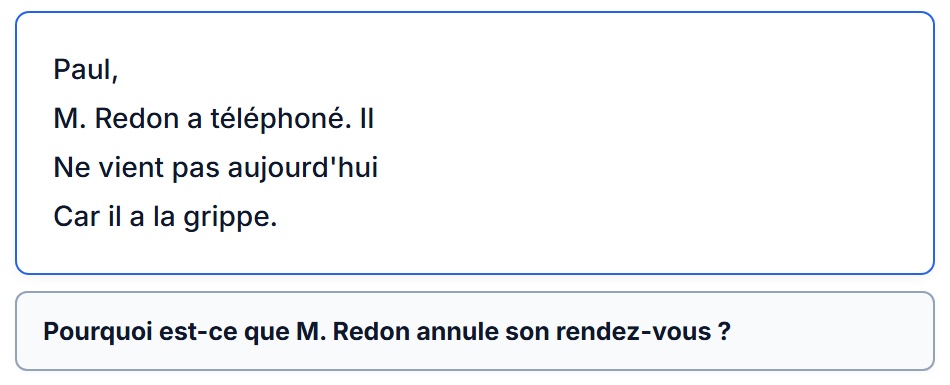 Paul,
M. Redon a téléphoné. Il
Ne vient pas aujourd'hui
Car il a la grippe.
Pourquoi est-ce que M. Redon annule son rendez-vous ?